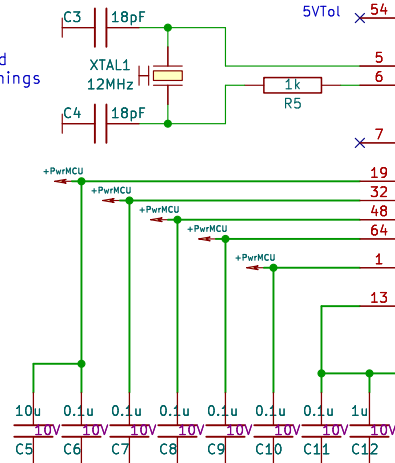 C3 18pF
5VTol
54
d
nings
XTAL1
12MHz
5
1k
6
R5
C4 18pF
7
+PwrMCU
19
+PwrMCU
32
+PwrMCU
48
+PwrMCU
64
+PwrMCU
1
13
10u 0.1u 0.1u 0.1u 0.1u 0.1u 0.1u 1u
10V 10V 10V 10V 10V 10V 10V 10V
C5 C6 C7 C8 C9 C10 C11 C12